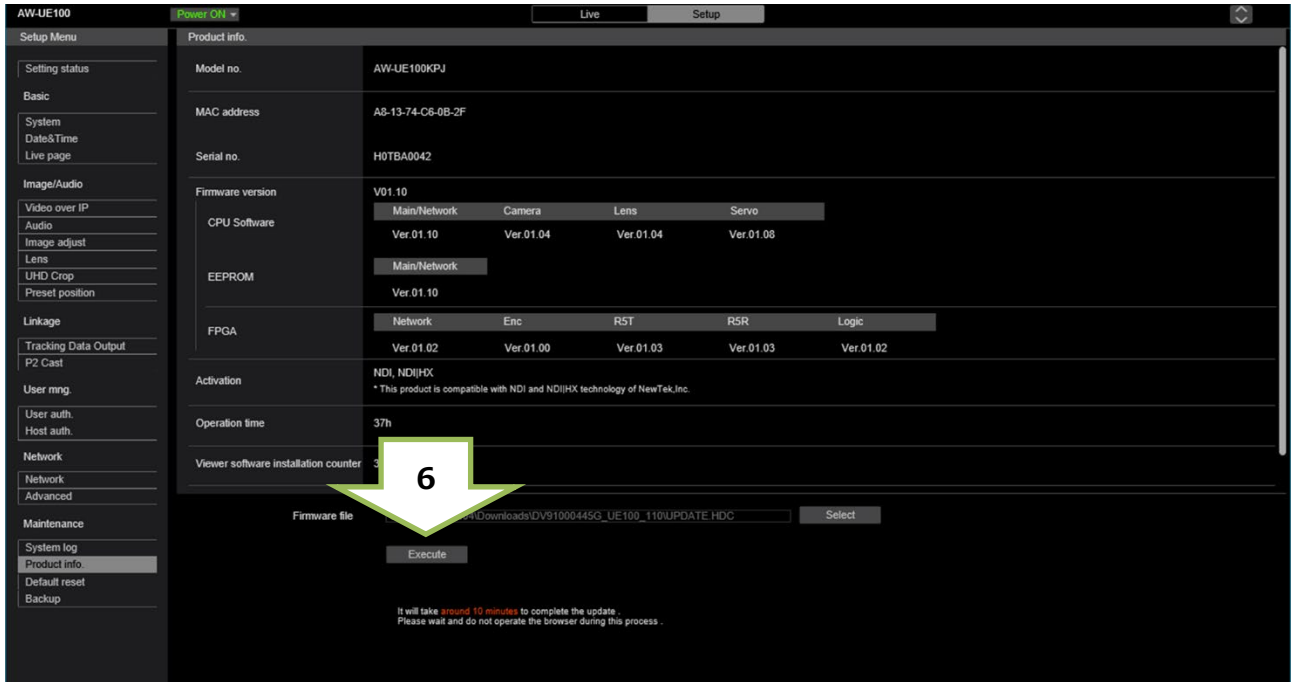 AW-UE100
Power ON
Live
Setup
Setup Menu
Setting status
Basic
System
Date&Time
Live page
Image/Audio
Video over IP
Audio
Image adjust
Lens
UHD Crop
Preset position
Linkage
Tracking Data Output
P2 Cast
User mng.
User auth.
Host auth.
Network
Network
Advanced
Maintenance
System log
Product info.
Default reset
Backup
Product info.
Model no. AW-UE100KPJ
MAC address A8-13-74-C6-0B-2F
Serial no. H0TBA0042
Firmware version V01.10
CPU Software
Main/Network Camera Lens Servo
Ver.01.10 Ver.01.04 Ver.01.04 Ver.01.08
EEPROM
Main/Network
Ver.01.10
FPGA
Network Enc R5T R5R Logic
Ver.01.02 Ver.01.00 Ver.01.03 Ver.01.03 Ver.01.02
Activation
NDI, NDI|HX
* This product is compatible with NDI and NDI|HX technology of NewTek,Inc.
Operation time 37h
Viewer software installation counter
6
Firmware file \Downloads\DV91000445G_UE100_110\UPDATE.HDC Select
Execute
It will take around 10 minutes to complete the update .
Please wait and do not operate the browser during this process .